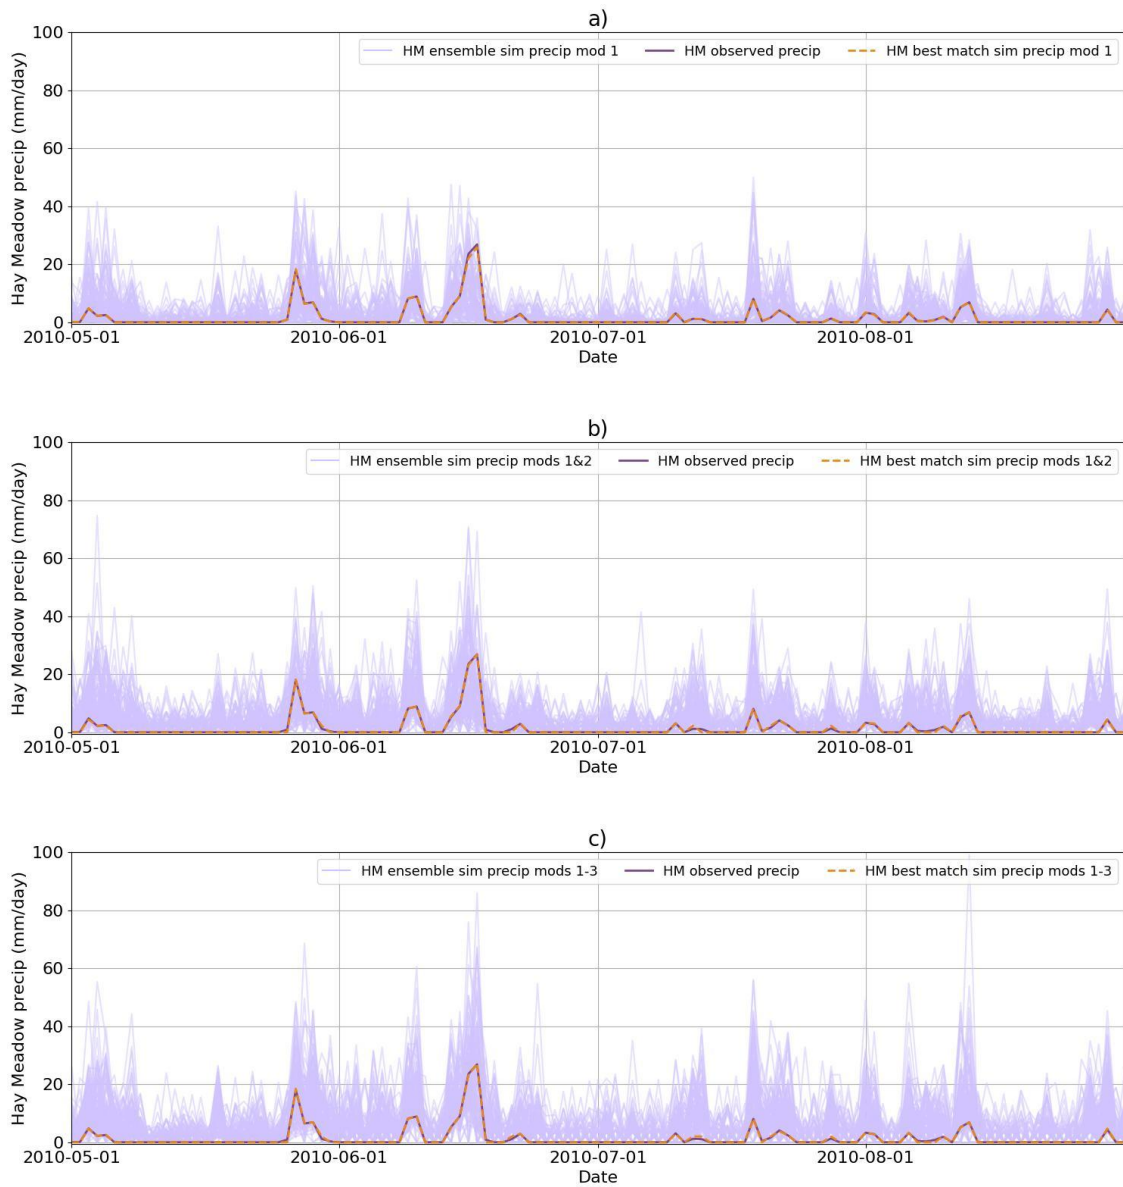 a)
HM ensemble sim precip mod 1 HM observed precip HM best match sim precip mod 1
Hay Meadow precip (mm/day)
100
80
60
40
20
0
2010-05-01 2010-06-01 2010-07-01 2010-08-01
Date
b)
HM ensemble sim precip mods 1&2 HM observed precip HM best match sim precip mods 1&2
Hay Meadow precip (mm/day)
100
80
60
40
20
0
2010-05-01 2010-06-01 2010-07-01 2010-08-01
Date
c)
HM ensemble sim precip mods 1-3 HM observed precip HM best match sim precip mods 1-3
Hay Meadow precip (mm/day)
100
80
60
40
20
0
2010-05-01 2010-06-01 2010-07-01 2010-08-01
Date